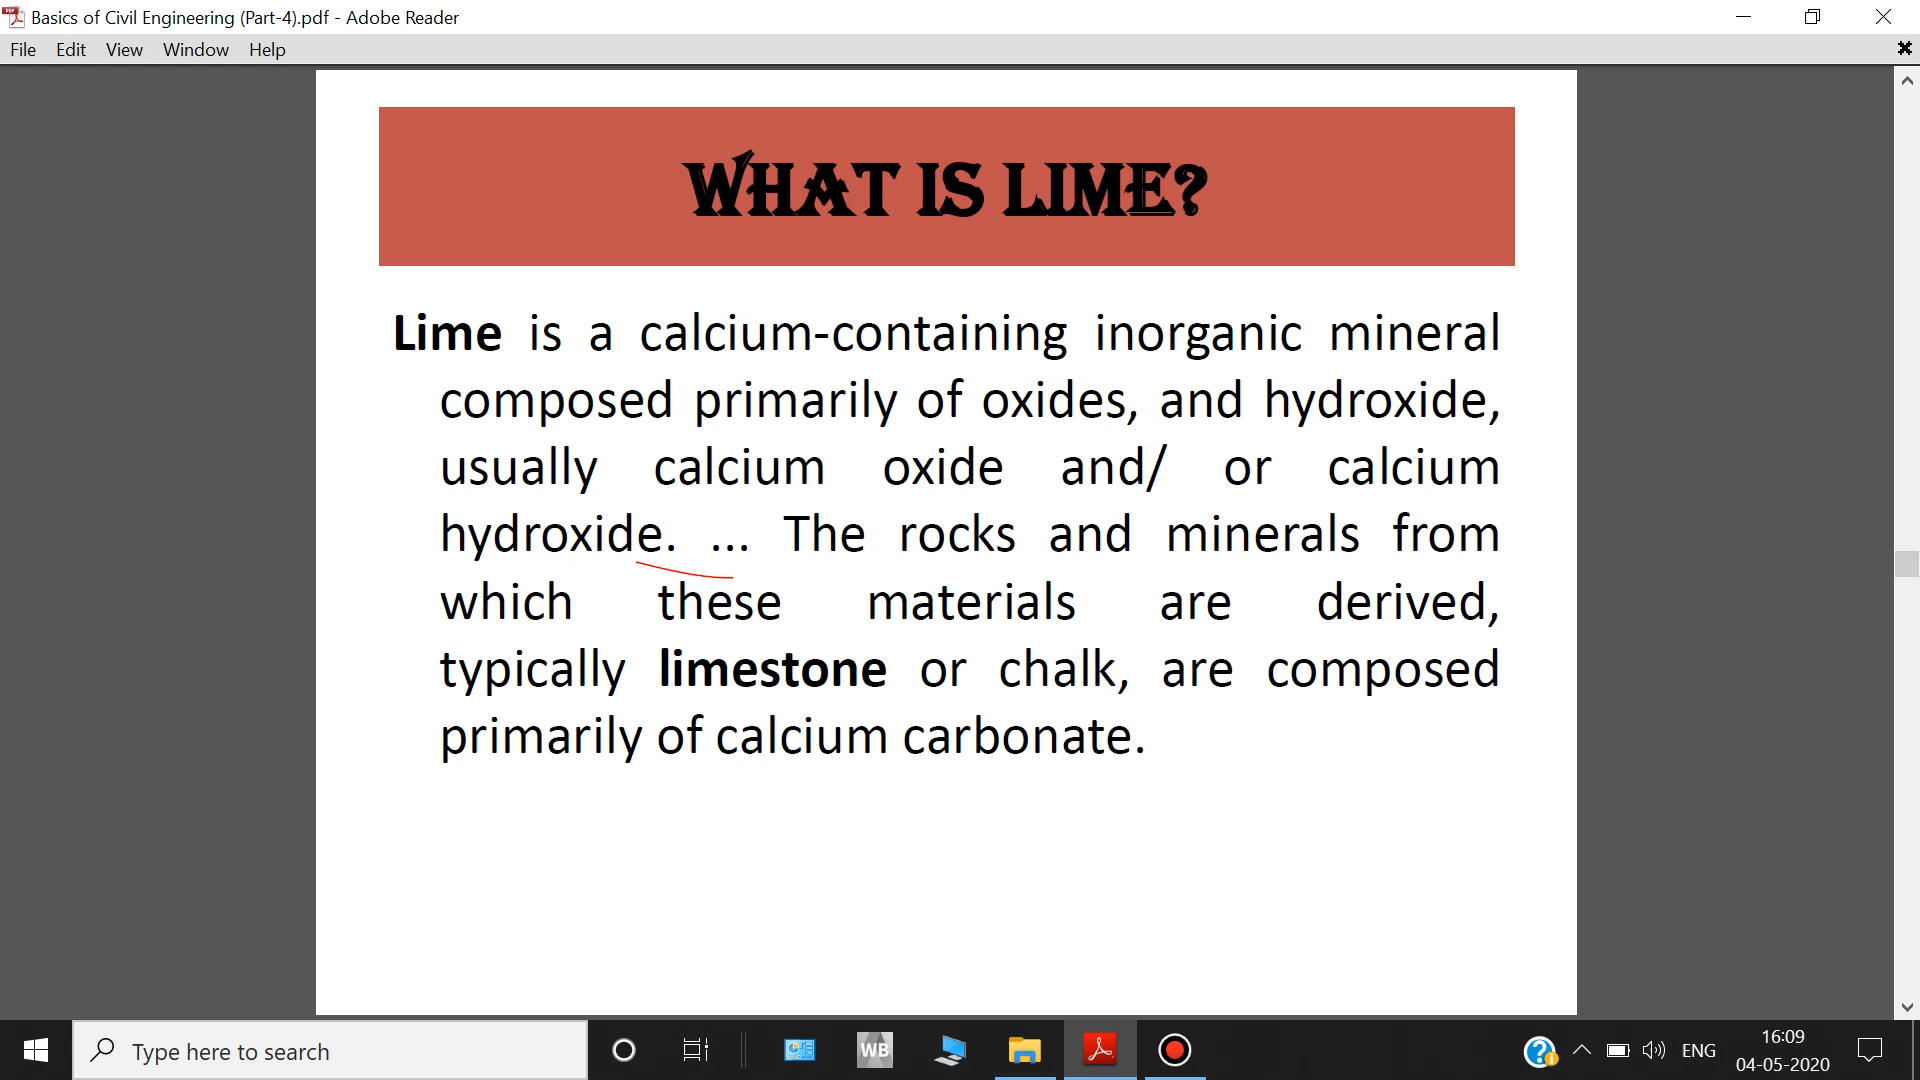 Basics of Civil Engineering (Part-4).pdf - Adobe Reader
File Edit View Window Help
WHAT IS LIME?
Lime is a calcium-containing inorganic mineral
composed primarily of oxides, and hydroxide,
usually calcium oxide and/ or calcium
hydroxide. ... The rocks and minerals from
which these materials are derived,
typically limestone or chalk, are composed
primarily of calcium carbonate.
Type here to search
WB
ENG
16:09
04-05-2020